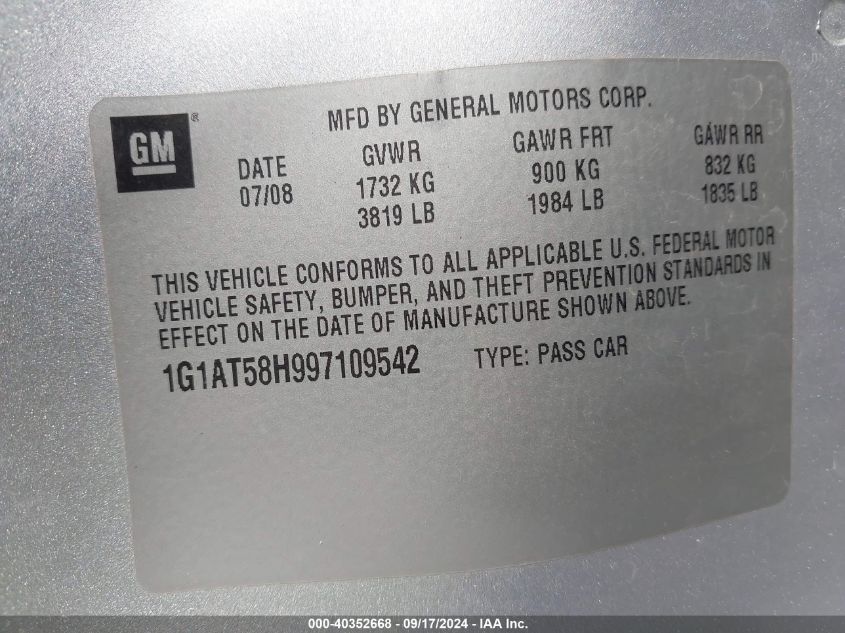 MFD BY GENERAL MOTORS CORP.
GM®
DATE GVWR GAWR FRT GAWR RR
07/08 1732 KG 900 KG 832 KG
3819 LB 1984 LB 1835 LB
THIS VEHICLE CONFORMS TO ALL APPLICABLE U.S. FEDERAL MOTOR
VEHICLE SAFETY, BUMPER, AND THEFT PREVENTION STANDARDS IN
EFFECT ON THE DATE OF MANUFACTURE SHOWN ABOVE.
1G1AT58H997109542 TYPE: PASS CAR
000-40352668 - 09/17/2024 - IAA Inc.